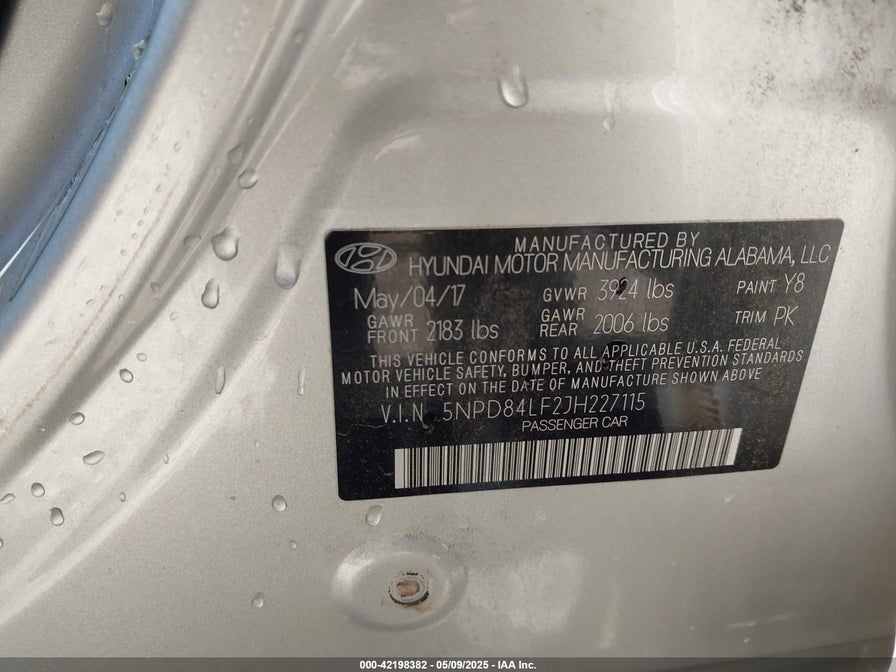 MANUFACTURED BY
HYUNDAI MOTOR MANUFACTURING ALABAMA, LLC
May/04/17 GVWR 3924 lbs PAINT Y8
GAWR FRONT 2183 lbs GAWR REAR 2006 lbs TRIM PK
THIS VEHICLE CONFORMS TO ALL APPLICABLE U.S.A. FEDERAL
MOTOR VEHICLE SAFETY, BUMPER, AND THEFT PREVENTION STANDARDS
IN EFFECT ON THE DATE OF MANUFACTURE SHOWN ABOVE
V.I.N 5NPD84LF2JH227115
PASSENGER CAR
000-42198382 - 05/09/2025 - IAA Inc.